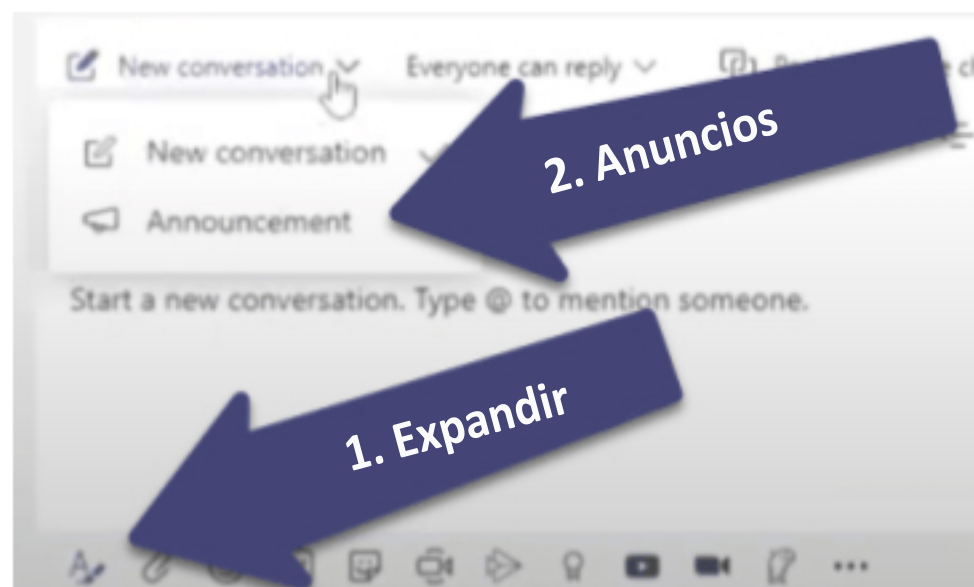 New conversation
Everyone can reply
New conversation
2. Anuncios
Announcement
Start a new conversation. Type @ to mention someone.
1. Expandir